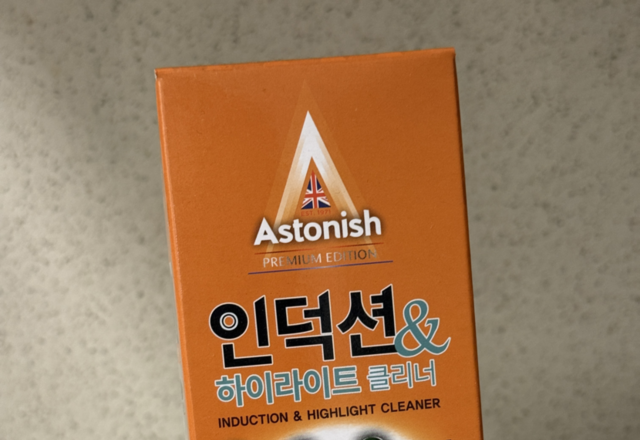 Astonish
PREMIUM EDITION
인덕션&
하이라이트 클리너
INDUCTION & HIGHLIGHT CLEANER